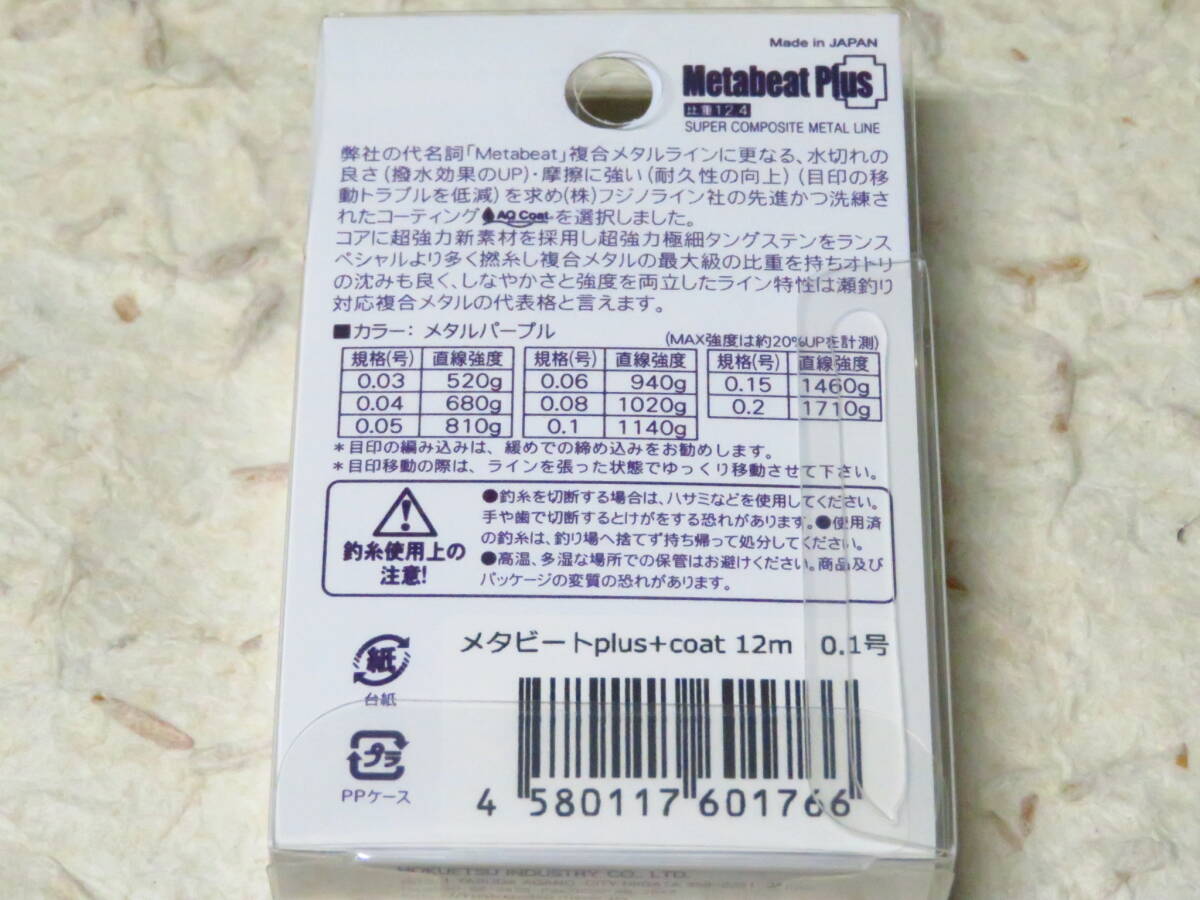 Made in JAPAN
Metabeat Plus
比重12.4
SUPER COMPOSITE METAL LINE
弊社の代名詞「Metabeat」複合メタルラインに更なる、水切れの
良さ(撥水効果のUP)・摩擦に強い(耐久性の向上)(目印の移
動トラブルを低減)を求め(株)フジノライン社の先進かつ洗練さ
れたコーティング AQ Coat を選択しました。
コアに超強力新素材を採用し超強力極細タングステンをランス
ペシャルより多く撚糸し複合メタルの最大級の比重を持ちオトリ
の沈みも良く、しなやかさと強度を両立したライン特性は瀬釣り
対応複合メタルの代表格と言えます。
■カラー: メタルパープル
(MAX強度は約20%UPを計測)
規格(号) 直線強度 規格(号) 直線強度 規格(号) 直線強度
0.03 520g 0.06 940g 0.15 1460g
0.04 680g 0.08 1020g 0.2 1710g
0.05 810g 0.1 1140g
*目印の編み込みは、緩めでの締め込みをお勧めします。
*目印移動の際は、ラインを張った状態でゆっくり移動させて下さい。
釣糸使用上の
注意!
●釣糸を切断する場合は、ハサミなどを使用してください。
手や歯で切断するとけがをする恐れがあります。●使用済
の釣糸は、釣り場へ捨てず持ち帰って処分してください。
●高温、多湿な場所での保管はお避けください。商品及び
パッケージの変質の恐れがあります。
紙
台紙
メタビートplus+coat 12m 0.1号
プラ
PPケース
4 580117 601766
HOKUETSU INDUSTRY CO., LTD.